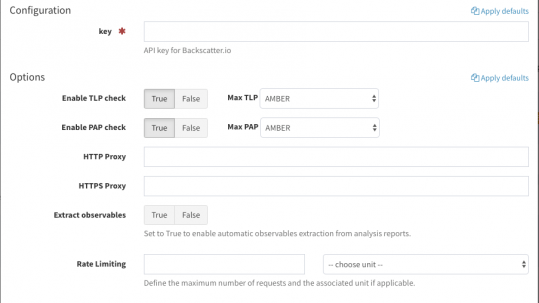 Configuration Apply defaults
key *
API key for Backscatter.io
Options Apply defaults
Enable TLP check True False Max TLP AMBER
Enable PAP check True False Max PAP AMBER
HTTP Proxy
HTTPS Proxy
Extract observables True False
Set to True to enable automatic observables extraction from analysis reports.
Rate Limiting -- choose unit --
Define the maximum number of requests and the associated unit if applicable.